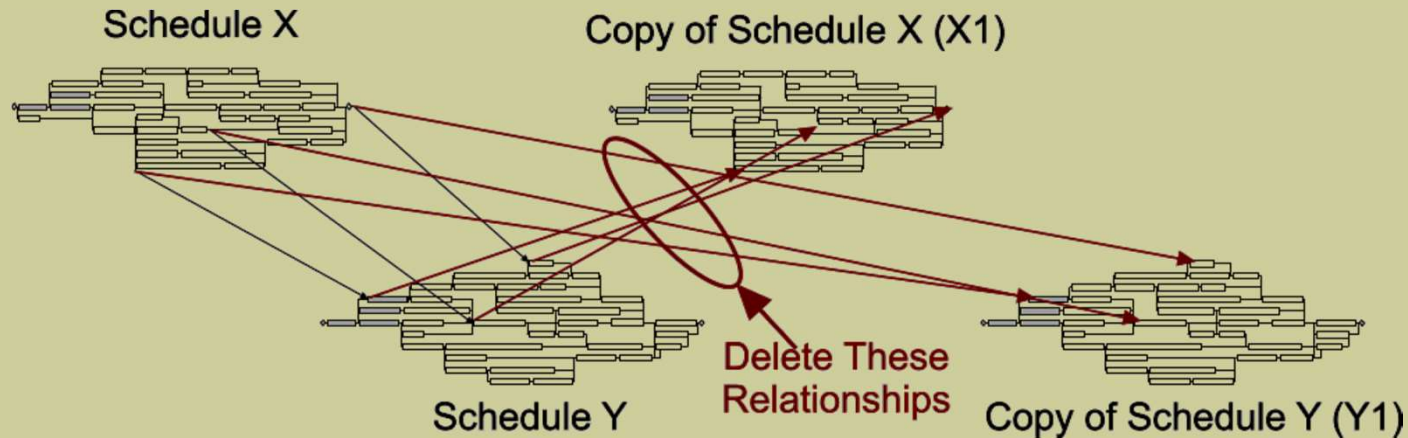 Schedule X
Copy of Schedule X (X1)
Delete These
Relationships
Schedule Y
Copy of Schedule Y (Y1)